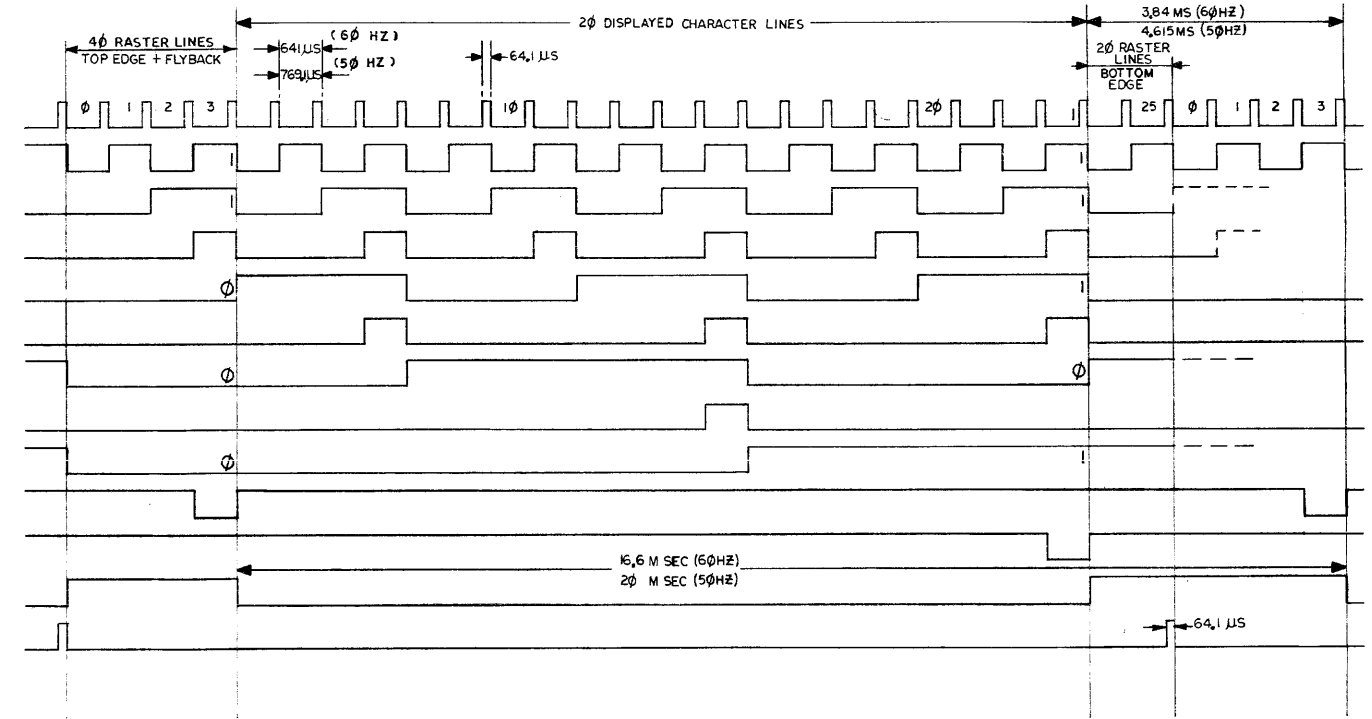 2Ø DISPLAYED CHARACTER LINES
3.84 MS (6ØHZ)
4.615MS (5ØHZ)
4Ø RASTER LINES
TOP EDGE + FLYBACK
641µS (6Ø HZ)
769µS (5Ø HZ)
64.1 µS
2Ø RASTER
LINES
BOTTOM
EDGE
Ø 1 2 3 1Ø 2Ø 1 25 Ø 1 2 3
1 1
1 1
Ø 1
Ø Ø
Ø 1
16.6 M SEC (6ØHZ)
2Ø M SEC (5ØHZ)
64.1 µS